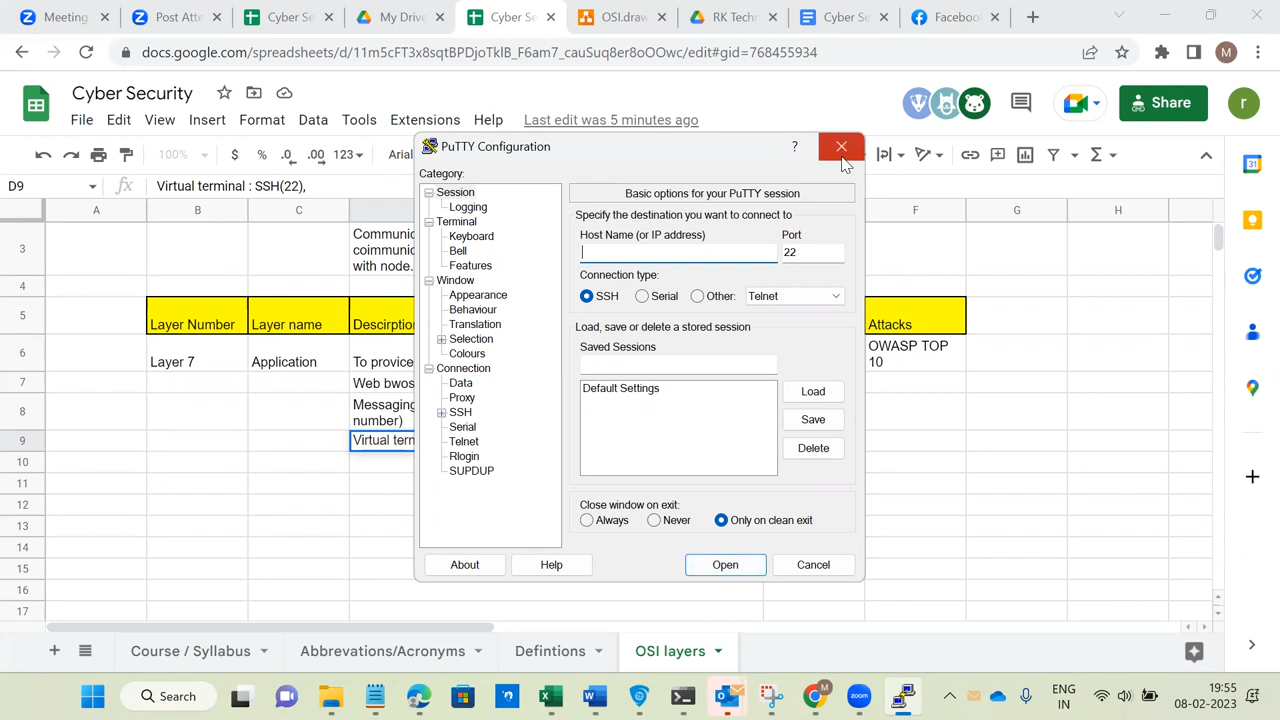 Meeting
Post Atte
Cyber Se
My Drive
Cyber Se
OSI.draw
RK Techn
Cyber Se
Faceboo
docs.google.com/spreadsheets/d/11m5cFT3x8sqtBPDjoTklB_F6am7_cauSuq8er8oOOwc/edit#gid=768455934
M
Cyber Security
File Edit View Insert Format Data Tools Extensions Help Last edit was 5 minutes ago
Share
r
100% $ % .0 .00 123 Arial
D9 fx Virtual terminal : SSH(22),
A B C F G H
3
Communic
coimmunic
with node.
4
5 Layer Number Layer name Descirption Attacks
6 Layer 7 Application To provice
OWASP TOP
10
7 Web bwos
8 Messaging
number)
9 Virtual term
10
11
12
13
14
15
16
17
PuTTY Configuration ?
Category:
Session
Logging
Terminal
Keyboard
Bell
Features
Window
Appearance
Behaviour
Translation
Selection
Colours
Connection
Data
Proxy
SSH
Serial
Telnet
Rlogin
SUPDUP
Basic options for your PuTTY session
Specify the destination you want to connect to
Host Name (or IP address) Port
22
Connection type:
SSH Serial Other: Telnet
Load, save or delete a stored session
Saved Sessions
Default Settings
Load
Save
Delete
Close window on exit:
Always Never Only on clean exit
About Help Open Cancel
Course / Syllabus Abbrevations/Acronyms Defintions OSI layers
Search
zoom
ENG
IN
19:55
08-02-2023